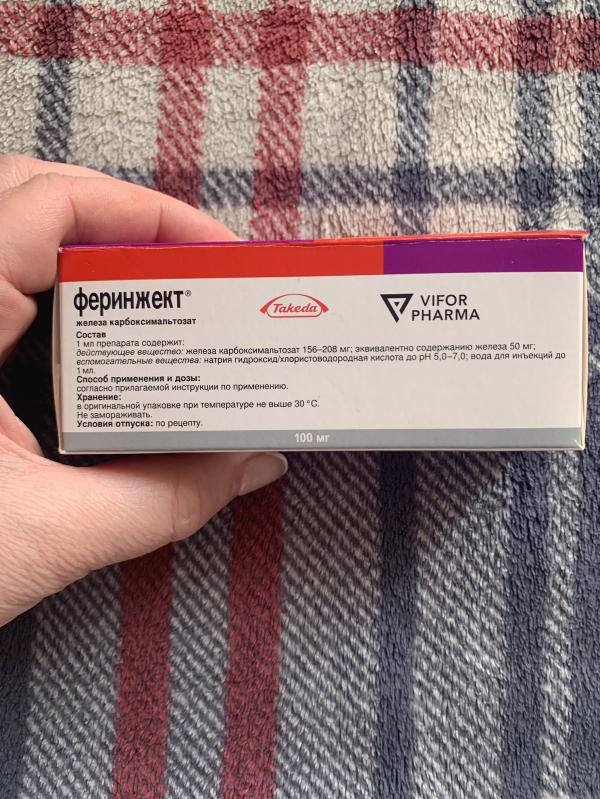 феринжект®
железа карбоксимальтозат
Takeda
VIFOR
PHARMA
Состав
1 мл препарата содержит:
действующее вещество: железа карбоксимальтозат 156–208 мг; эквивалентно содержанию железа 50 мг;
вспомогательные вещества: натрия гидроксид/хлористоводородная кислота до pH 5,0–7,0; вода для инъекций до
1 мл.
Способ применения и дозы:
согласно прилагаемой инструкции по применению.
Хранение:
в оригинальной упаковке при температуре не выше 30 °C.
Не замораживать.
Условия отпуска: по рецепту.
100 мг